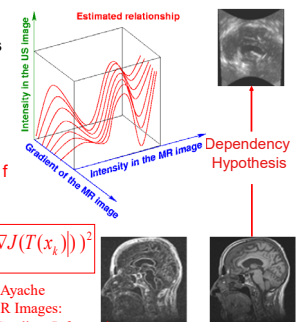 s
Estimated relationship
Intensity in the US image
Gradient of the MR image
Intensity in the MR image
Dependency
Hypothesis
f
∇J(T(x_k)|))²
Ayache
R Images: